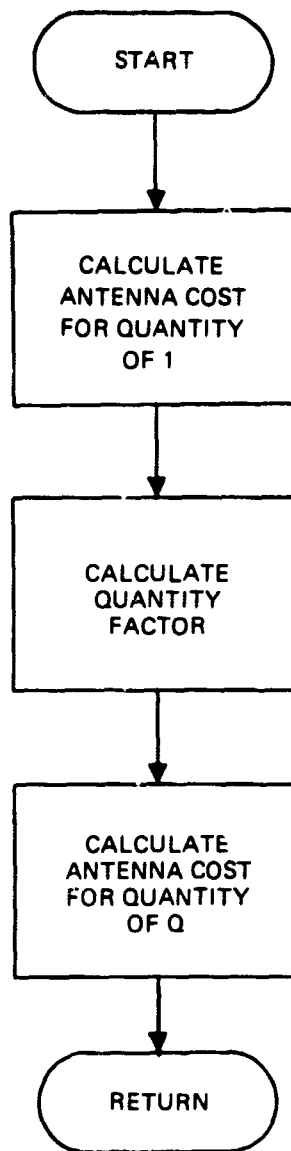 START
CALCULATE
ANTENNA COST
FOR QUANTITY
OF 1
CALCULATE
QUANTITY
FACTOR
CALCULATE
ANTENNA COST
FOR QUANTITY
OF Q
RETURN